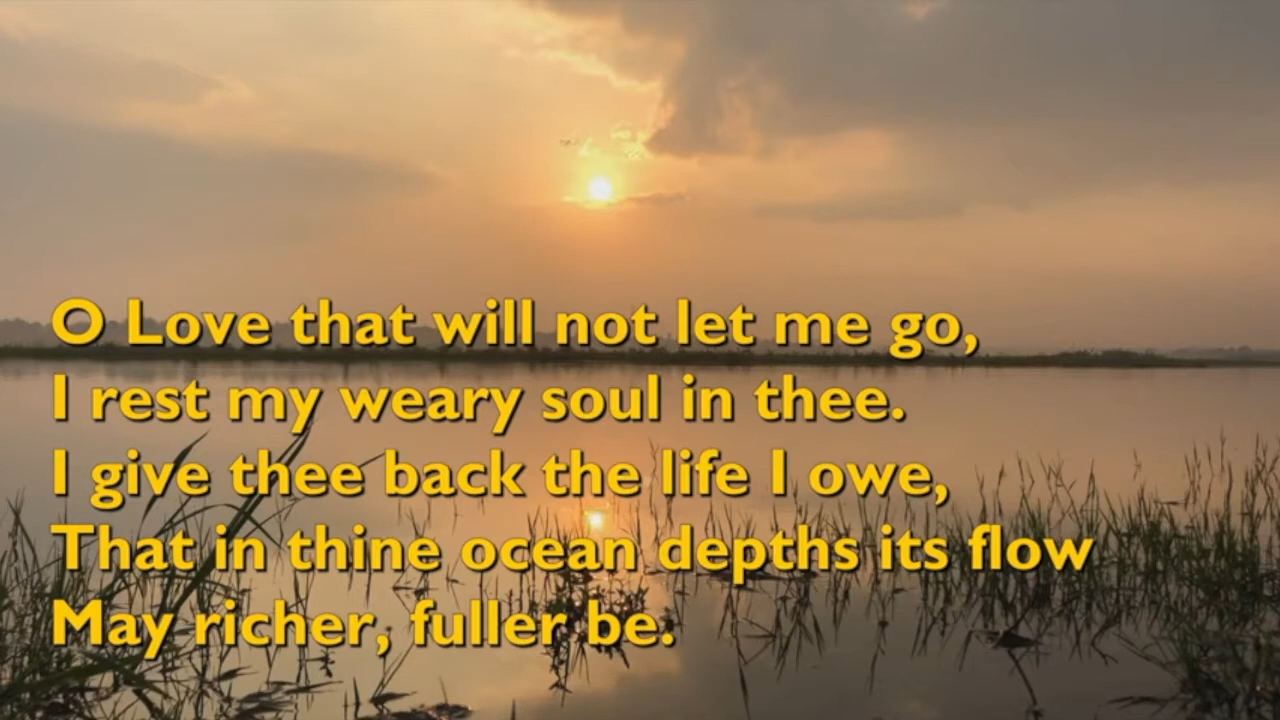 O Love that will not let me go,
I rest my weary soul in thee.
I give thee back the life I owe,
That in thine ocean depths its flow
May richer, fuller be.